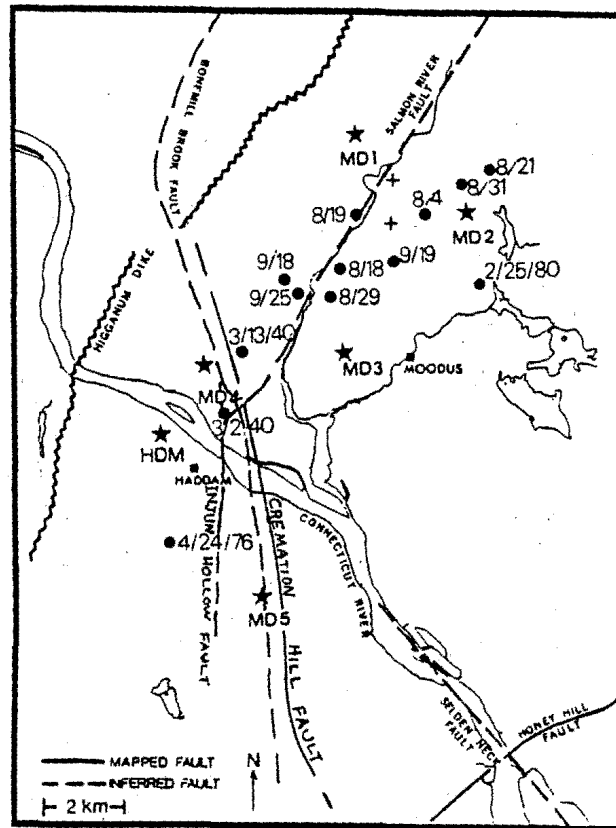 BONEMILL BROOK FAULT
SALMON RIVER
FAULT
MD1
8/21
8/31
8/4
8/19
MD2
9/19
9/18
8/18
2/25/80
9/25
8/29
HIGGANUM DIKE
3/13/40
MD3
MOODUS
MD4
3/2/40
HDM
HADDAM
INJUN HOLLOW FAULT
CREMATION HILL FAULT
CONNECTICUT
RIVER
4/24/76
MD5
SELDEN NECK
FAULT
HONEY HILL
FAULT
MAPPED FAULT
INFERRED FAULT
N
2 km